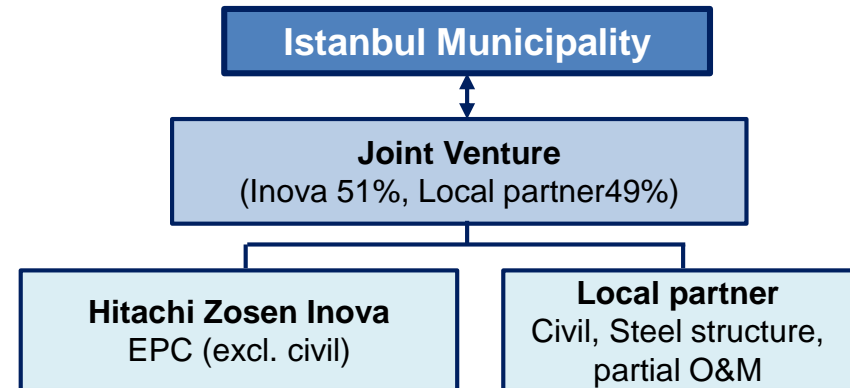 Istanbul Municipality
Joint Venture
(Inova 51%, Local partner49%)
Hitachi Zosen Inova
EPC (excl. civil)
Local partner
Civil, Steel structure,
partial O&M